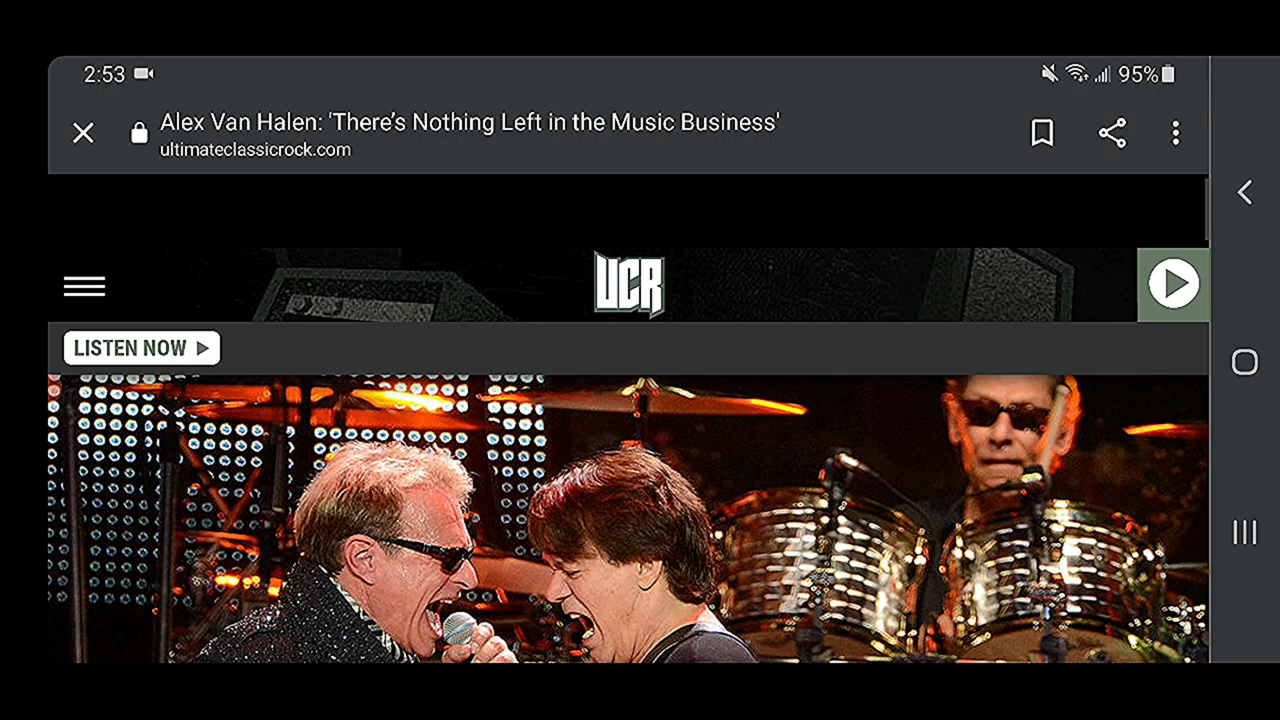 2:53
95%
Alex Van Halen: 'There's Nothing Left in the Music Business'
ultimateclassicrock.com
UCR
LISTEN NOW